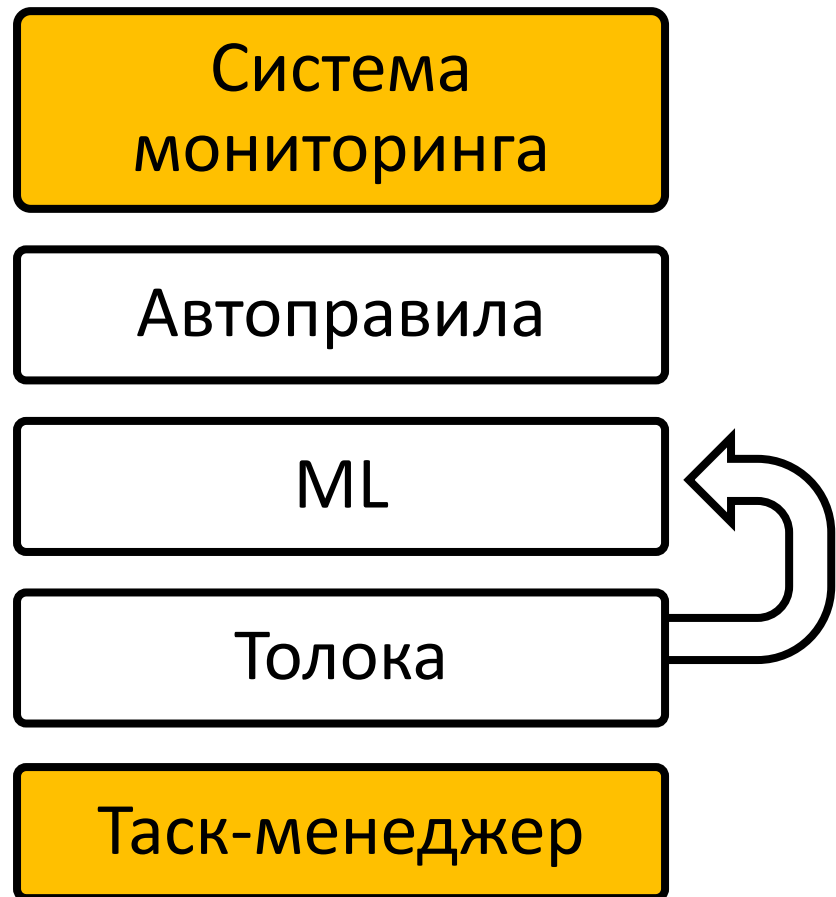 Система
мониторинга
Автоправила
ML
Толока
Таск-менеджер